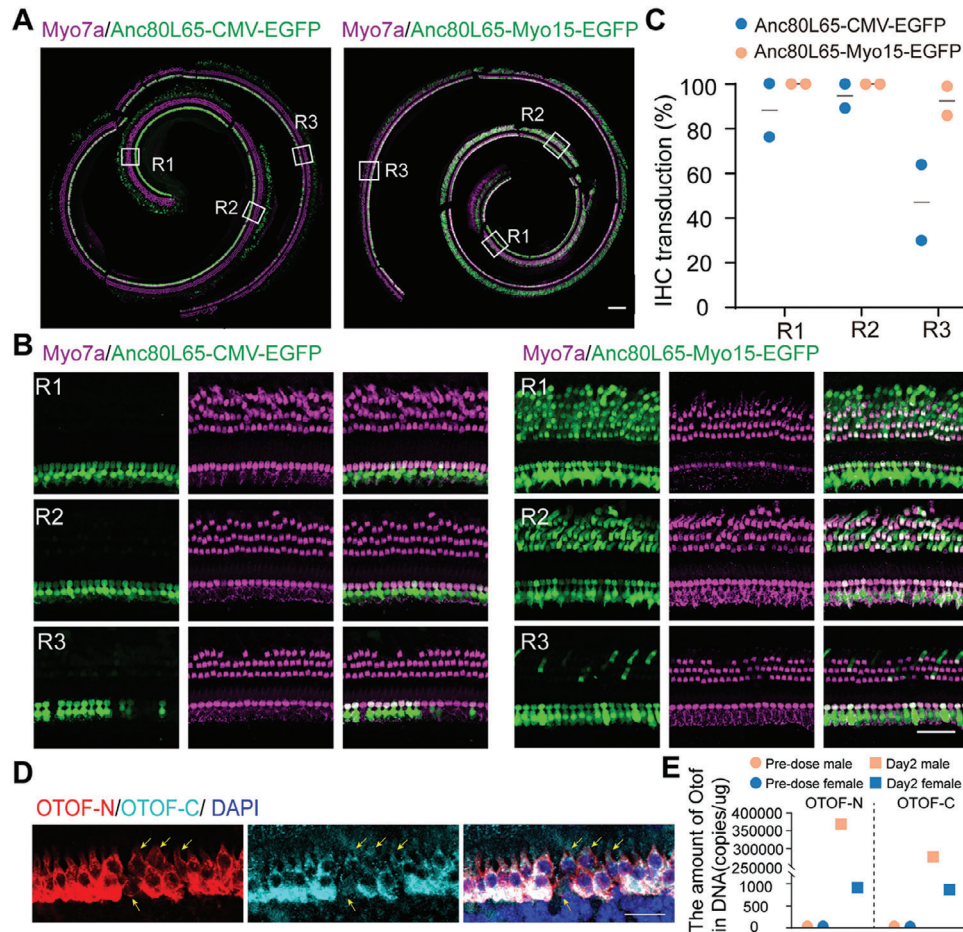 A
Myo7a/Anc80L65-CMV-EGFP
Myo7a/Anc80L65-Myo15-EGFP
R1
R2
R3
R1
R2
R3
C
Anc80L65-CMV-EGFP
Anc80L65-Myo15-EGFP
IHC transduction (%)
100
80
60
40
20
0
R1
R2
R3
B
Myo7a/Anc80L65-CMV-EGFP
R1
R2
R3
Myo7a/Anc80L65-Myo15-EGFP
R1
R2
R3
D
OTOF-N/OTOF-C/ DAPI
E
Pre-dose male
Day2 male
Pre-dose female
Day2 female
OTOF-N
OTOF-C
The amount of Otof
in DNA(copies/ug)
400000
350000
300000
250000
1000
500
0